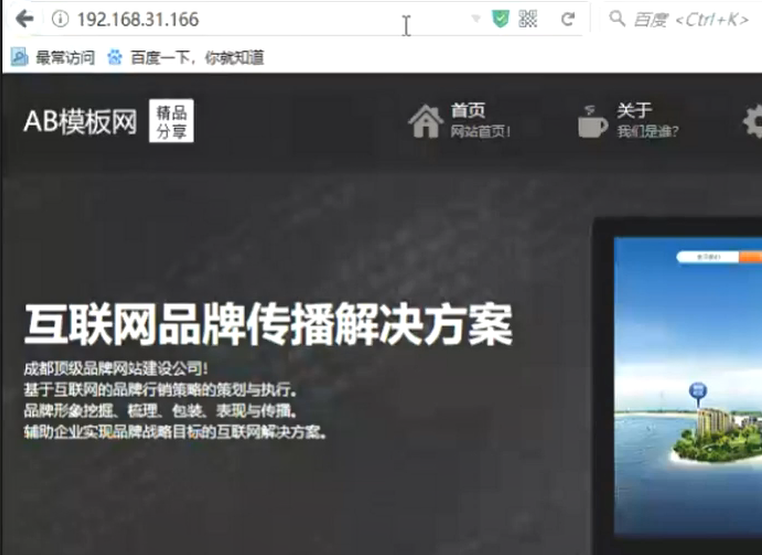 192.168.31.166
百度 <Ctrl+K>
最常访问 百度一下，你就知道
AB模板网 精品
分享
首页
网站首页！
关于
我们是谁？
互联网品牌传播解决方案
成都顶级品牌网站建设公司！
基于互联网的品牌行销策略的策划与执行。
品牌形象挖掘、梳理、包装、表现与传播。
辅助企业实现品牌战略目标的互联网解决方案。